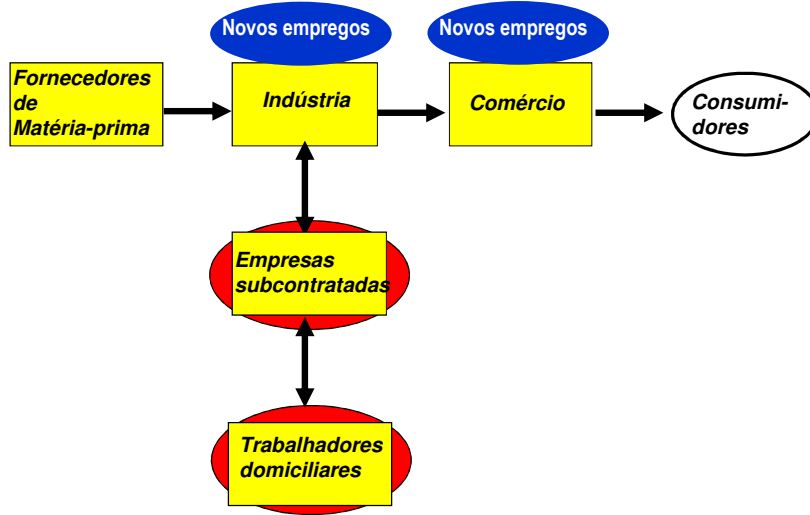 Novos empregos
Novos empregos
Fornecedores
de
Matéria-prima
Indústria
Comércio
Consumi-
dores
Empresas
subcontratadas
Trabalhadores
domiciliares